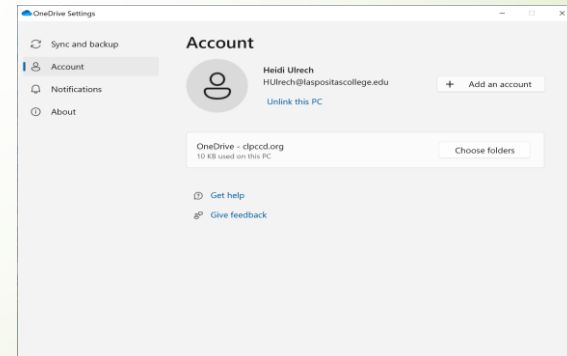 OneDrive Settings
Sync and backup
Account
Notifications
About
Account
Heidi Ulrech
HUlrech@laspositascollege.edu
Unlink this PC
+ Add an account
OneDrive - clpccd.org
10 KB used on this PC
Choose folders
Get help
Give feedback